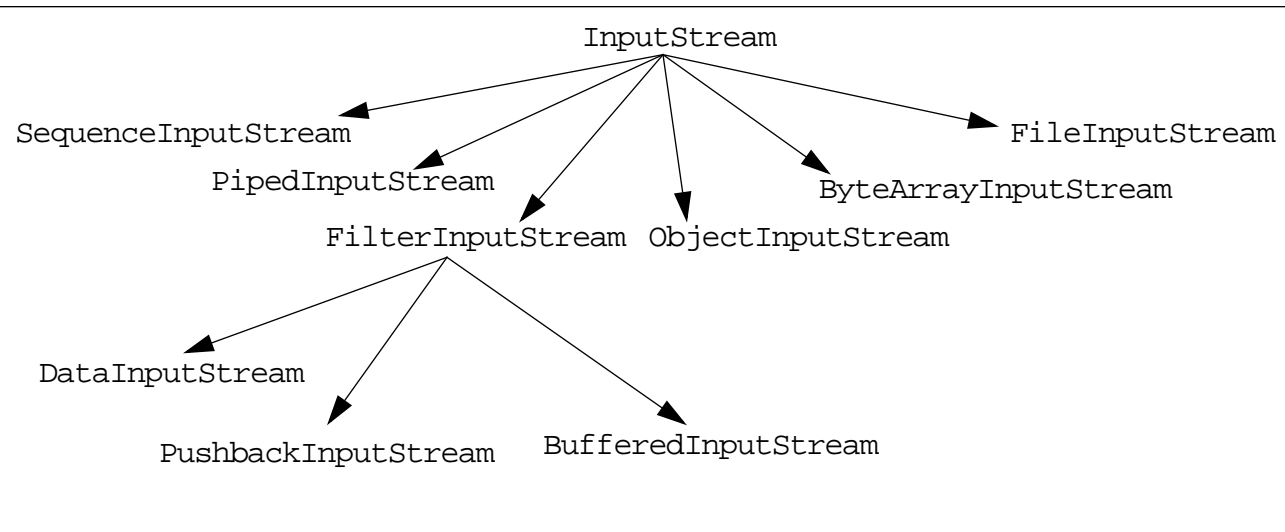 InputStream
SequenceInputStream
FileInputStream
PipedInputStream
ByteArrayInputStream
FilterInputStream
ObjectInputStream
DataInputStream
PushbackInputStream
BufferedInputStream